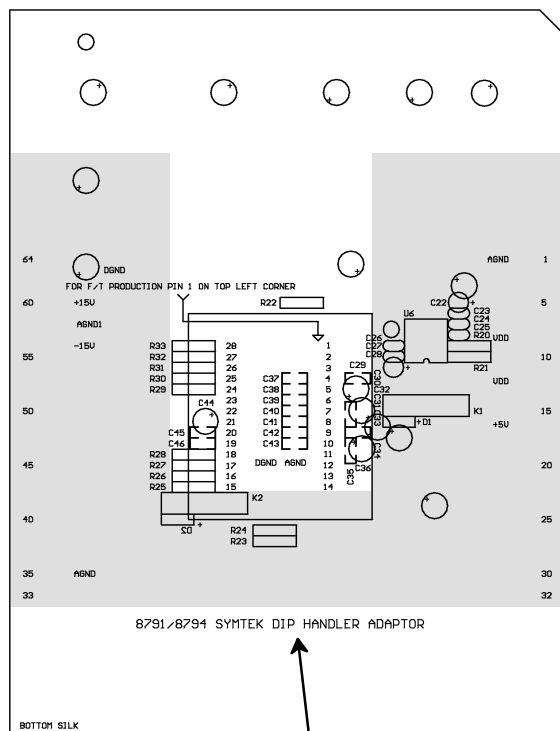 64 AGND 1
DGND
FOR F/T PRODUCTION PIN 1 ON TOP LEFT CORNER
60 +15V R22 C22 5
C23
U6 C24
AGND1 C25
C26 R20 VDD
-15V R33 28 1 C27
55 R32 27 2 C28 10
R31 26 3 C29 R21
R30 25 C37 4 C30 VDD
R29 24 C38 5 C32
23 C39 6 C31
50 C44 22 C40 7 C33 K1 15
21 C41 8 D1 +5V
C45 20 C42 9
C46 19 C43 10 C34
R28 18 11
45 R27 17 DGND AGND 12 C36 20
R26 16 13 C35
R25 15 14
K2
40 D2 R24 25
R23
35 AGND 30
33 32
8791/8794 SYMTEK DIP HANDLER ADAPTOR
BOTTOM SILK